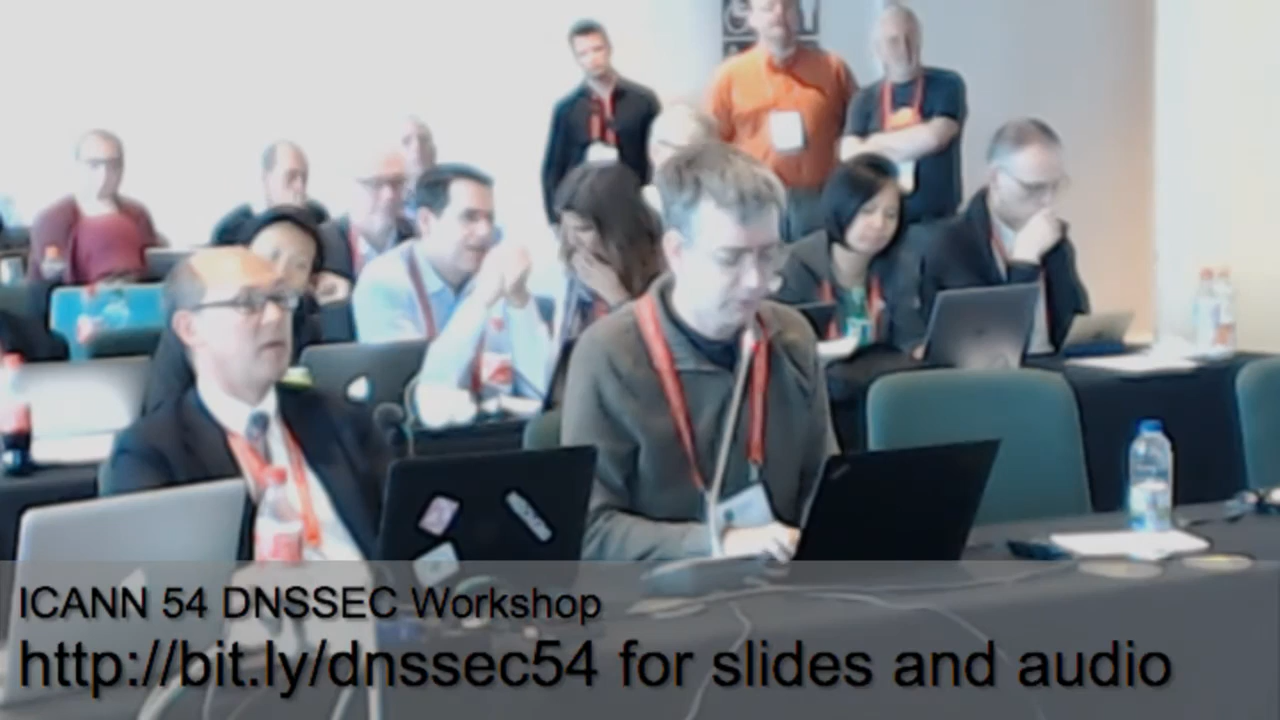 ICANN 54 DNSSEC Workshop
http://bit.ly/dnssec54 for slides and audio